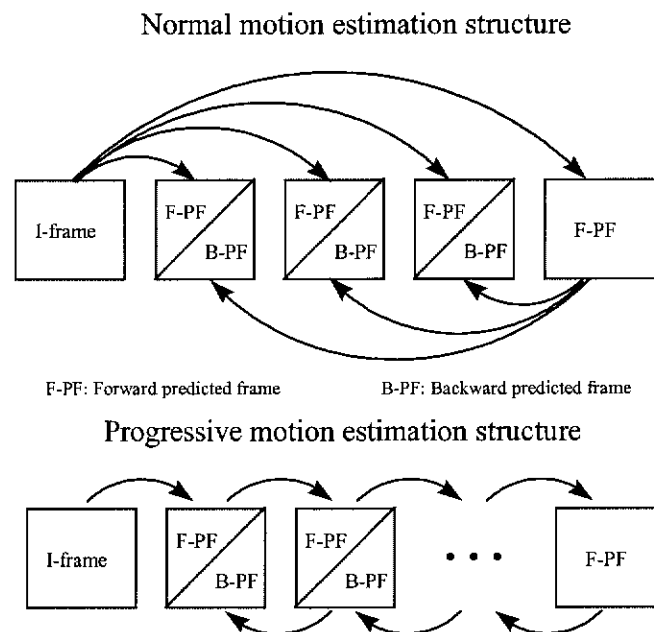 Normal motion estimation structure
I-frame
F-PF
B-PF
F-PF
B-PF
F-PF
B-PF
F-PF
F-PF: Forward predicted frame
B-PF: Backward predicted frame
Progressive motion estimation structure
I-frame
F-PF
B-PF
F-PF
B-PF
• • •
F-PF